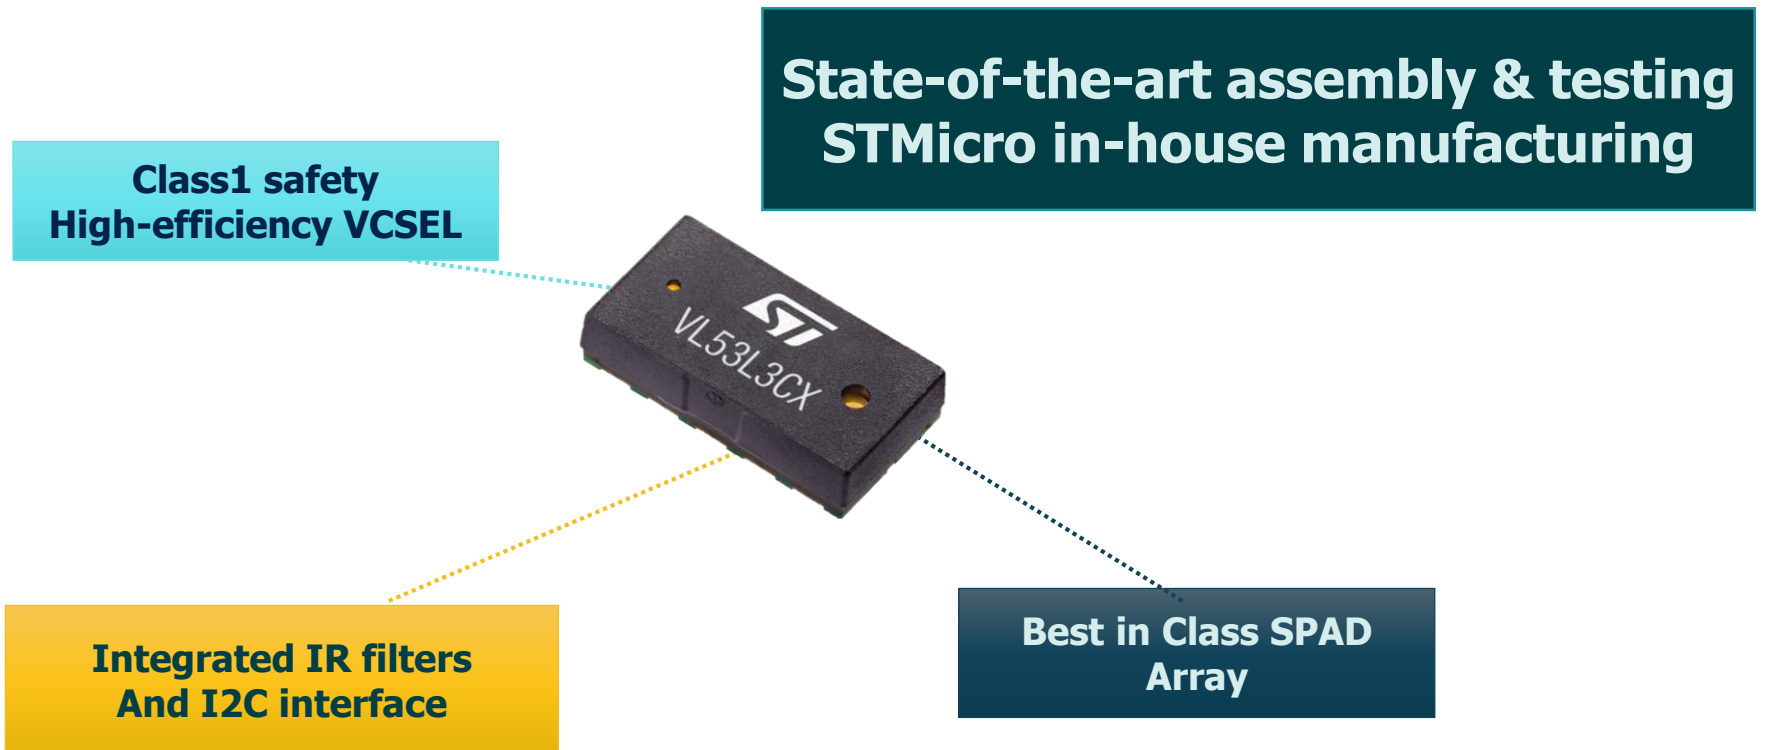 State-of-the-art assembly & testing
STMicro in-house manufacturing
Class1 safety
High-efficiency VCSEL
ST
VL53L3CX
Integrated IR filters
And I2C interface
Best in Class SPAD
Array